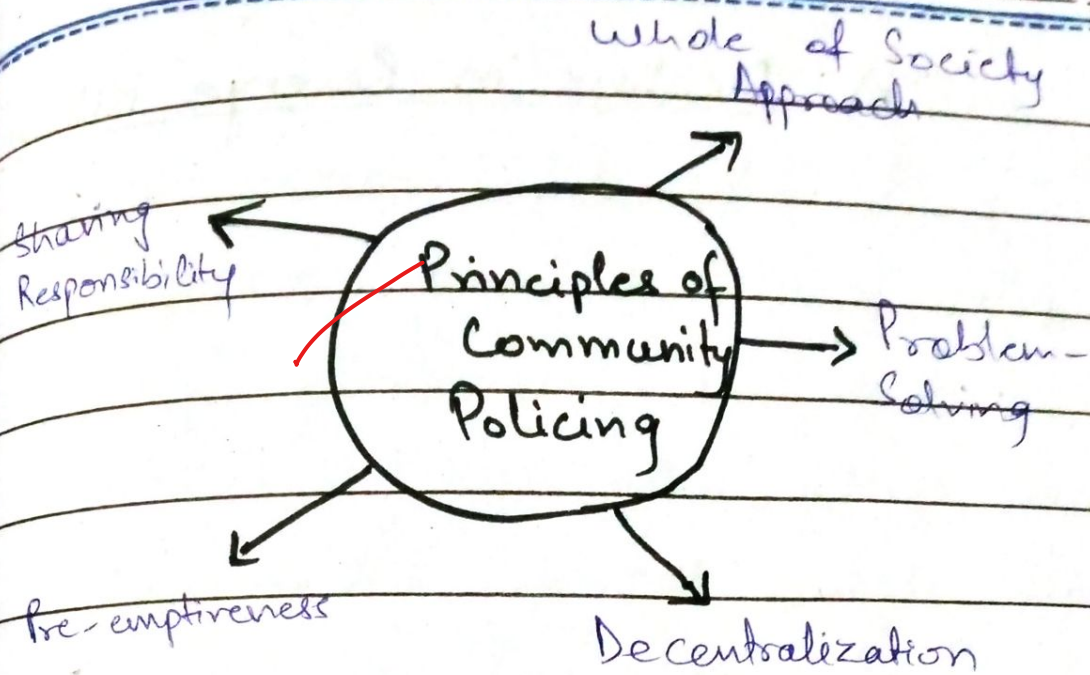 Whole of Society
Approach
Sharing
Responsibility
Principles of
Community
Policing
Problem-
Solving
Pre-emptiveness
Decentralization